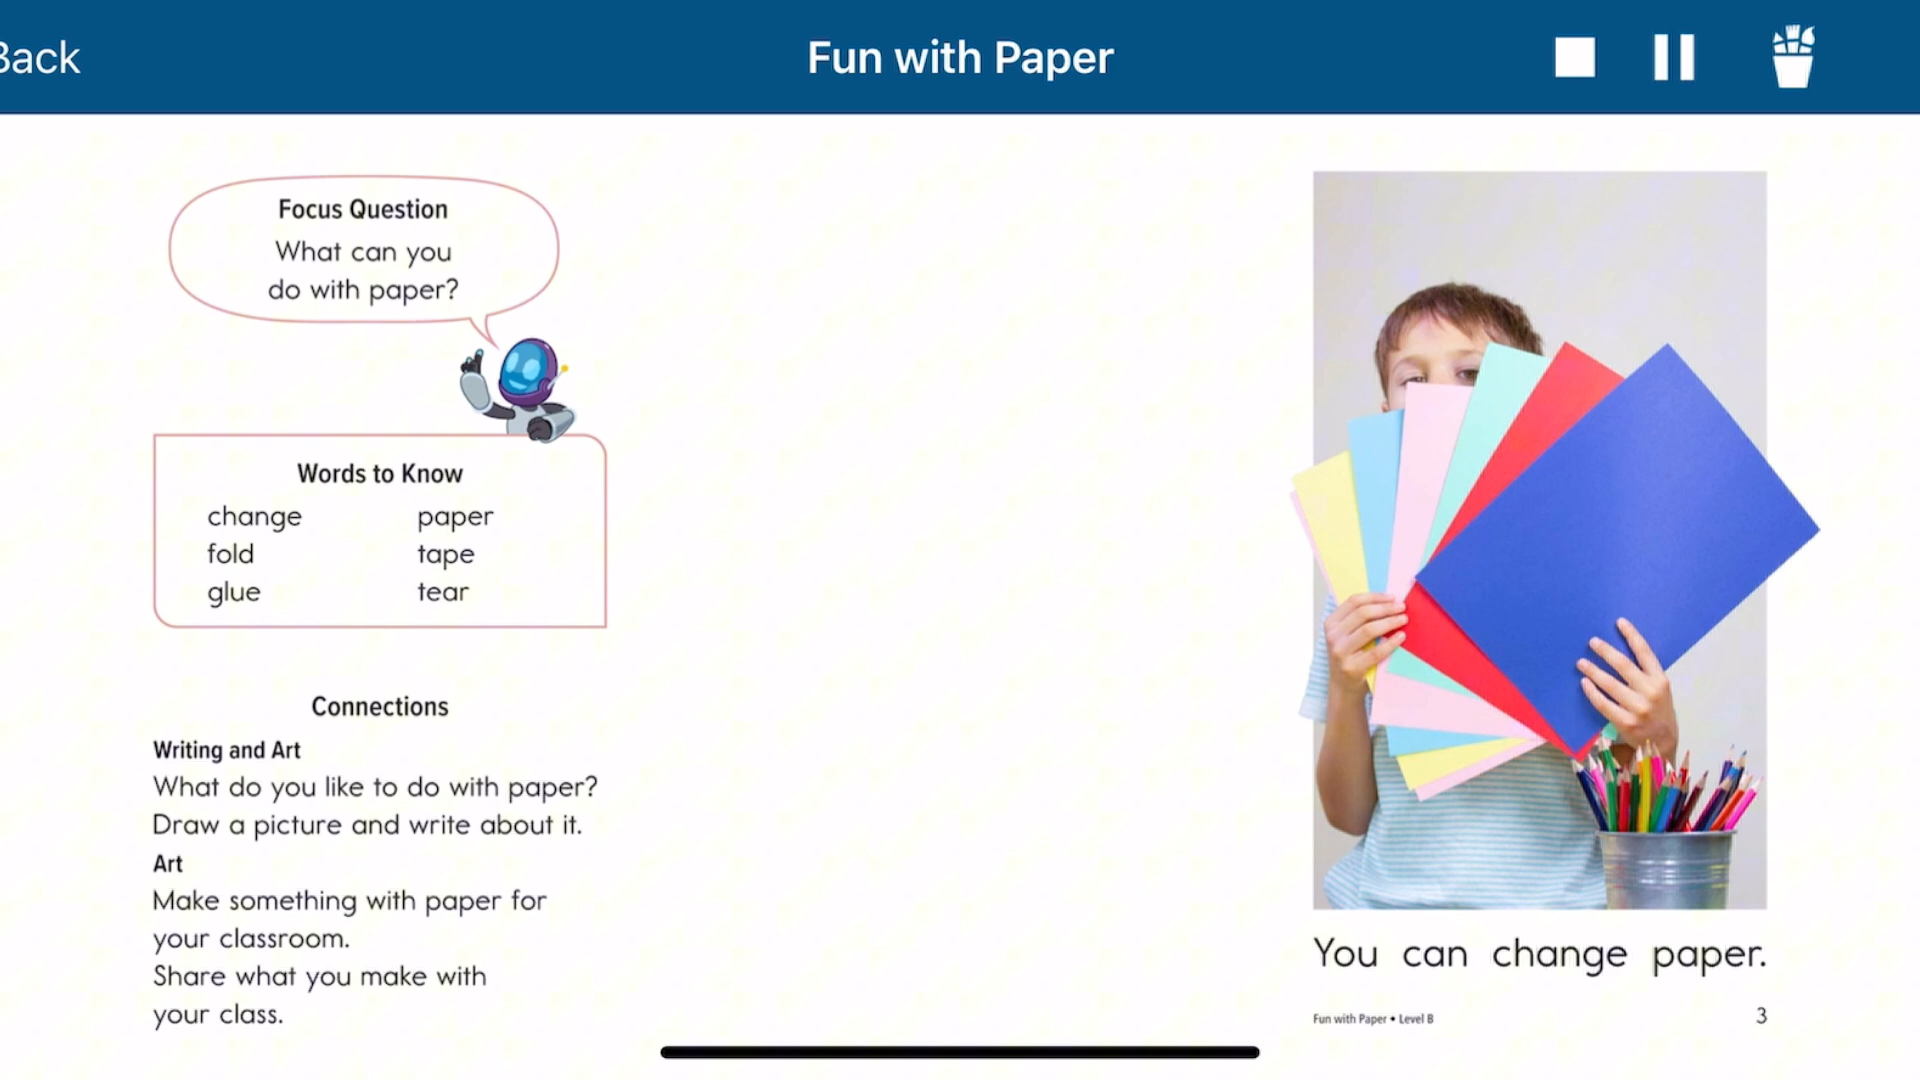 Back
Fun with Paper
Focus Question
What can you
do with paper?
Words to Know
change paper
fold tape
glue tear
Connections
Writing and Art
What do you like to do with paper?
Draw a picture and write about it.
Art
Make something with paper for
your classroom.
Share what you make with
your class.
You can change paper.
Fun with Paper • Level B 3